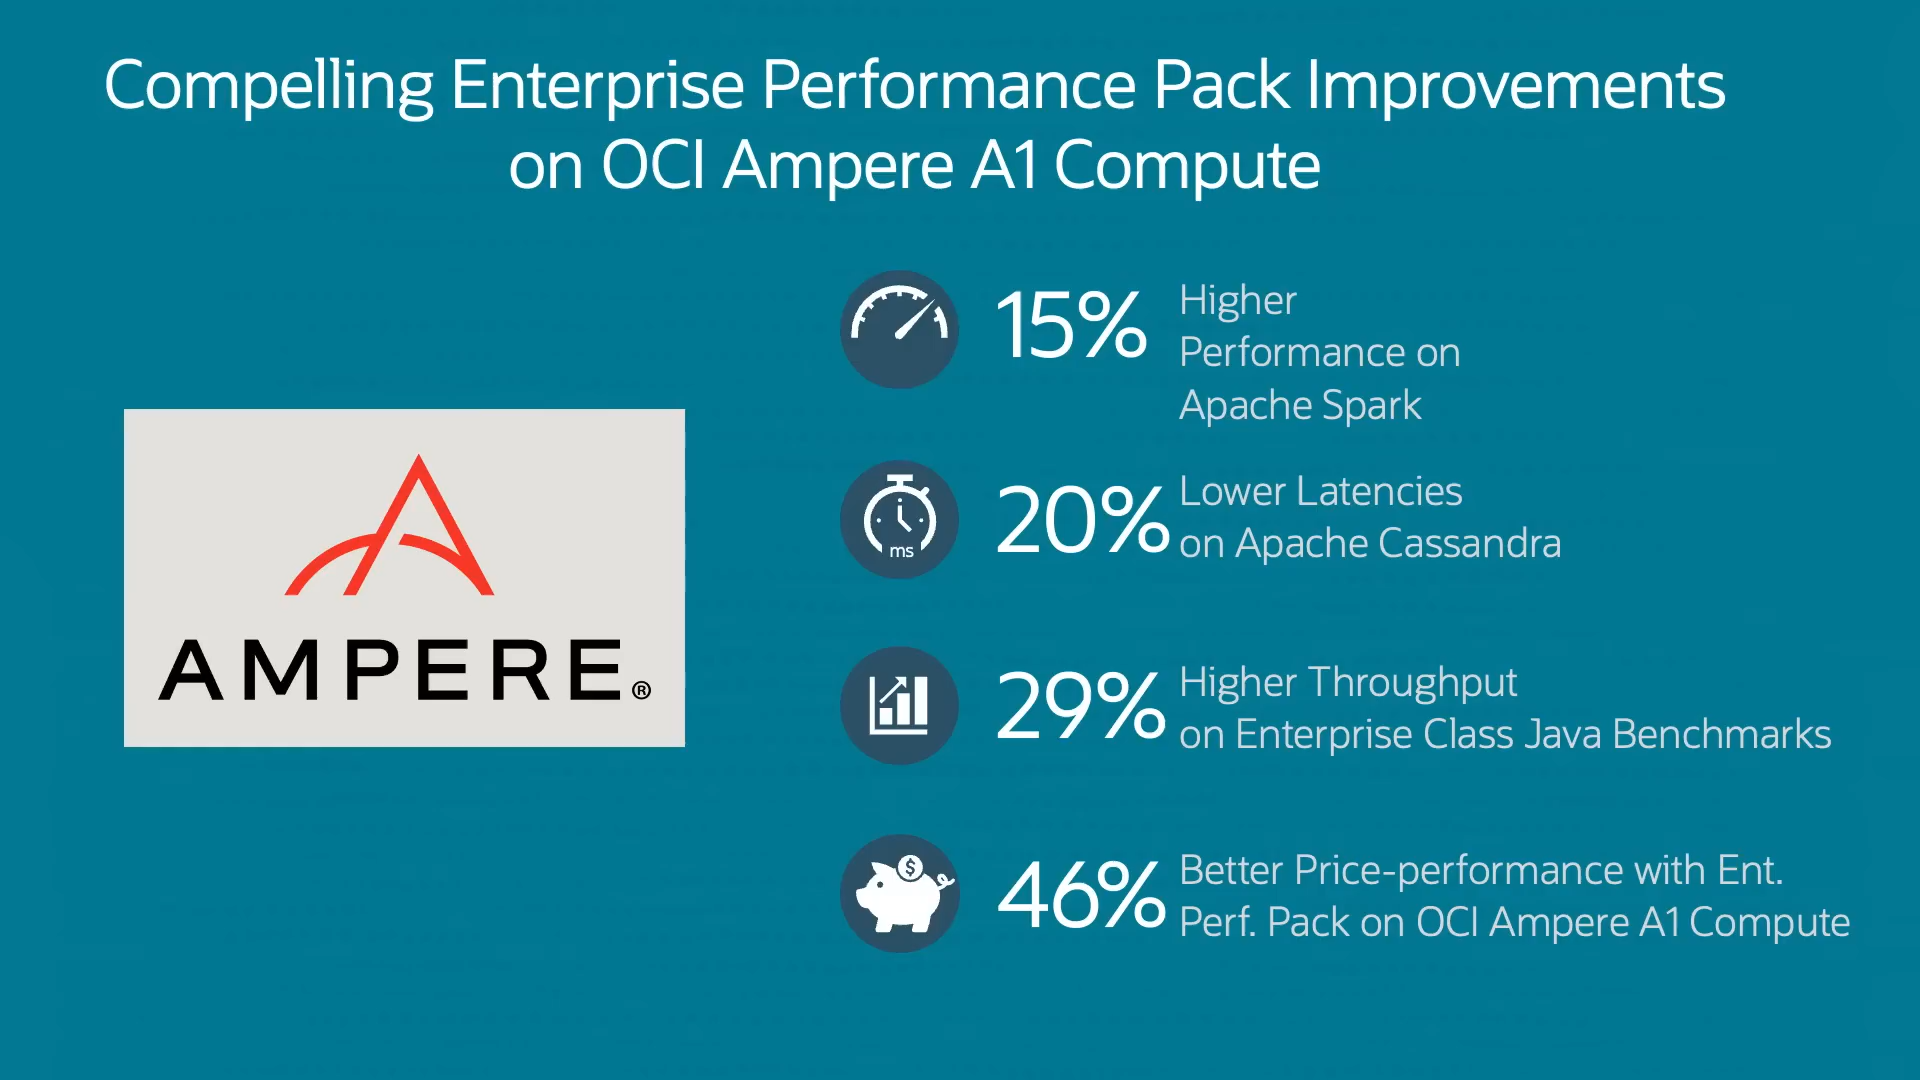 Compelling Enterprise Performance Pack Improvements
on OCI Ampere A1 Compute
AMPERE®
15%
Higher
Performance on
Apache Spark
ms
20%
Lower Latencies
on Apache Cassandra
29%
Higher Throughput
on Enterprise Class Java Benchmarks
$
46%
Better Price-performance with Ent.
Perf. Pack on OCI Ampere A1 Compute